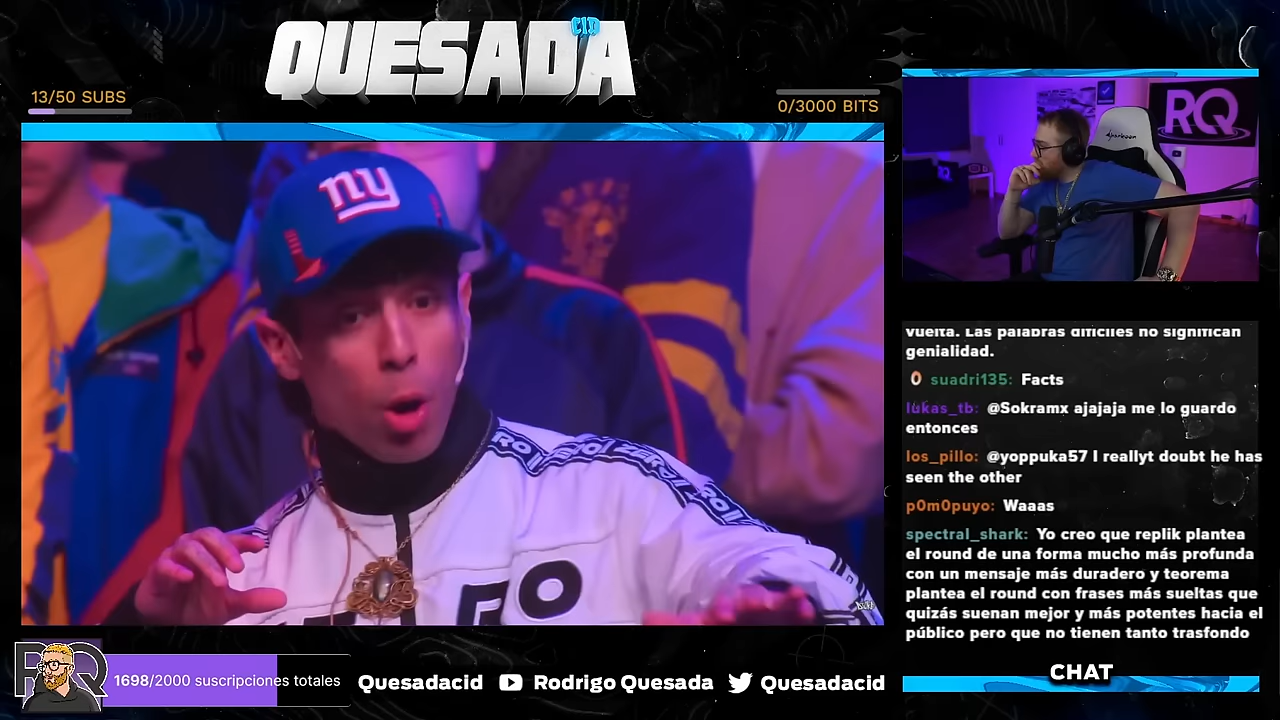 QUESADA
CID
13/50 SUBS
0/3000 BITS
ny
RQ
vuelta. Las palabras difíciles no significan
genialidad.
suadri135: Facts
lukas_tb: @Sokramx ajajaja me lo guardo
entonces
los_pillo: @yoppuka57 I reallyt doubt he has
seen the other
p0m0puyo: Waaas
spectral_shark: Yo creo que replik plantea
el round de una forma mucho más profunda
con un mensaje más duradero y teorema
plantea el round con frases más sueltas que
quizás suenan mejor y más potentes hacia el
público pero que no tienen tanto trasfondo
CHAT
RQ
1698/2000 suscripciones totales
Quesadacid
Rodrigo Quesada
Quesadacid